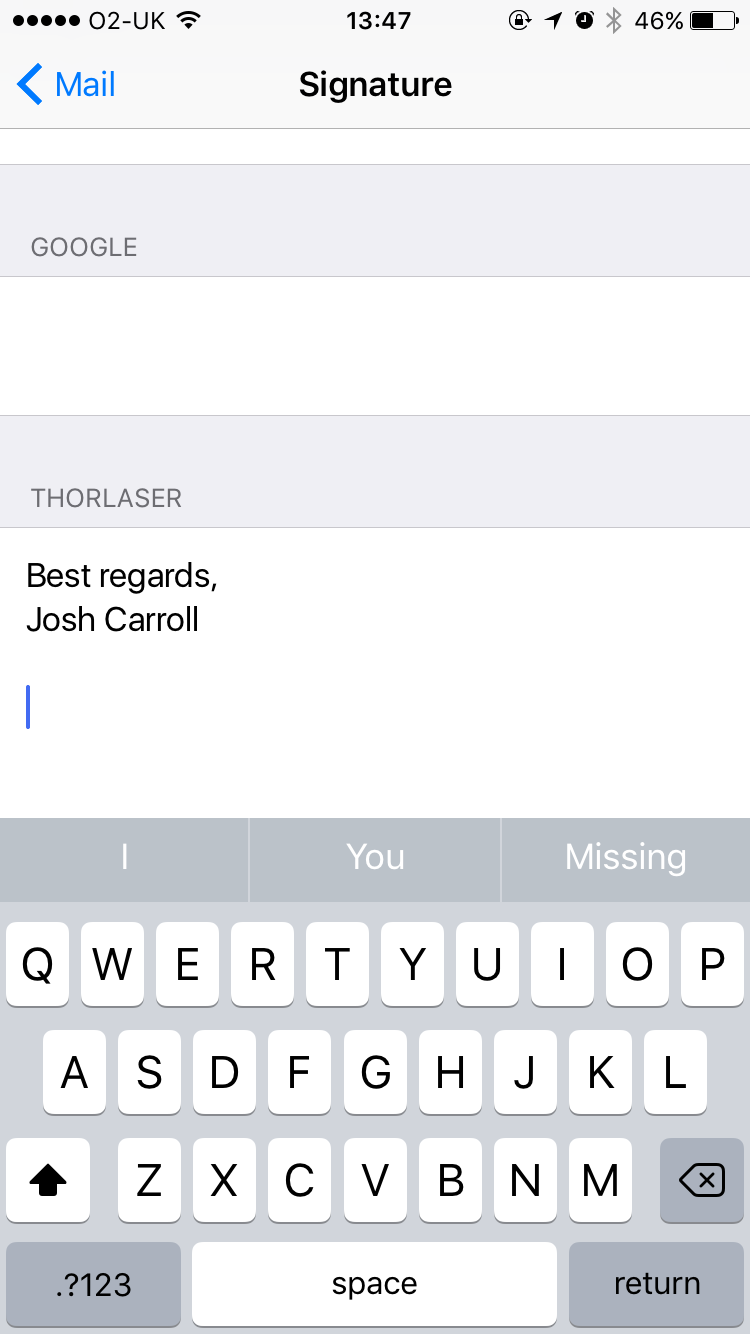 O2-UK 13:47 46%
Mail Signature
GOOGLE
THORLASER
Best regards,
Josh Carroll
I You Missing
Q W E R T Y U I O P
A S D F G H J K L
Z X C V B N M
.?123 space return